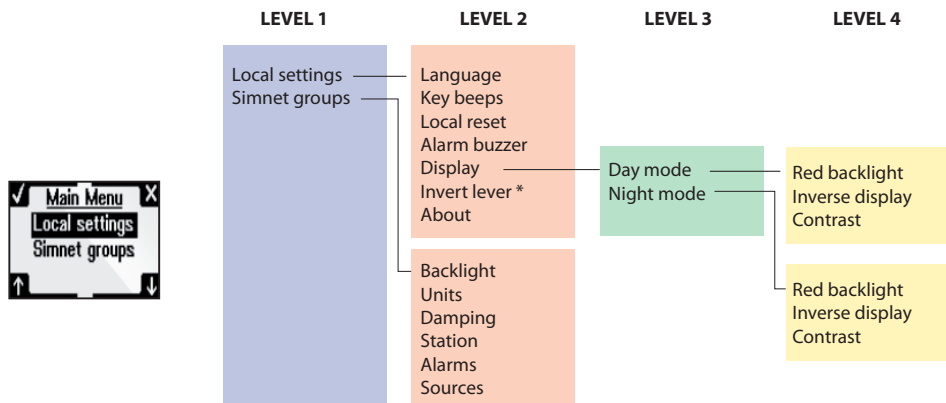 LEVEL 1 LEVEL 2 LEVEL 3 LEVEL 4
Main Menu
Local settings
Simnet groups
Local settings
Simnet groups
Language
Key beeps
Local reset
Alarm buzzer
Display
Invert lever *
About
Backlight
Units
Damping
Station
Alarms
Sources
Day mode
Night mode
Red backlight
Inverse display
Contrast
Red backlight
Inverse display
Contrast